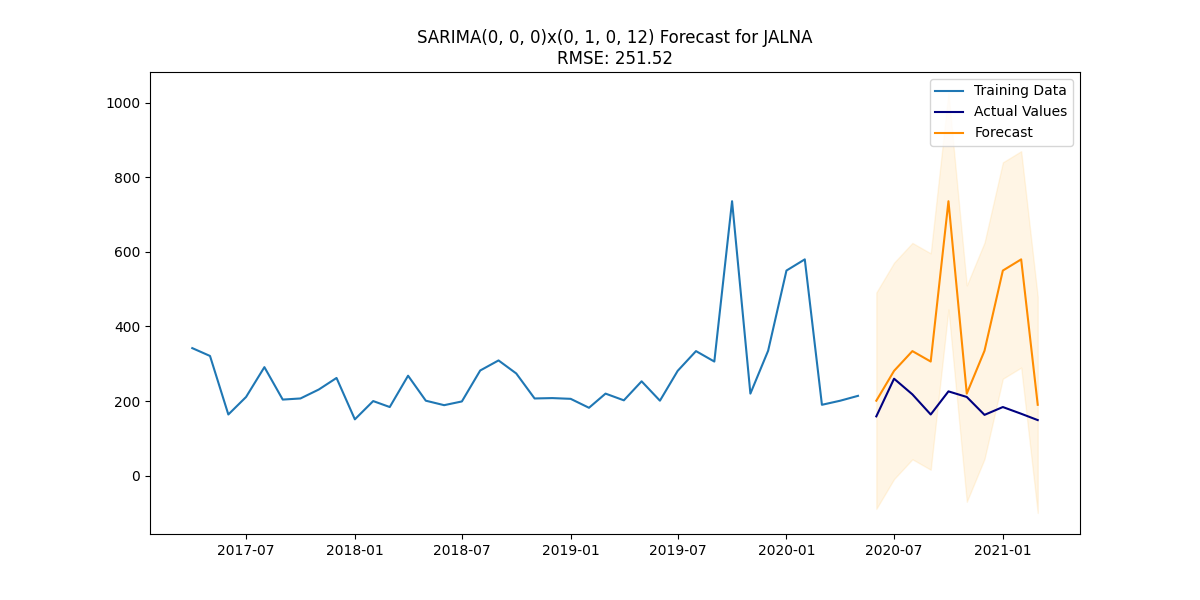 SARIMA(0, 0, 0)x(0, 1, 0, 12) Forecast for JALNA
RMSE: 251.52
Training Data
Actual Values
Forecast
1000
800
600
400
200
0
2017-07
2018-01
2018-07
2019-01
2019-07
2020-01
2020-07
2021-01